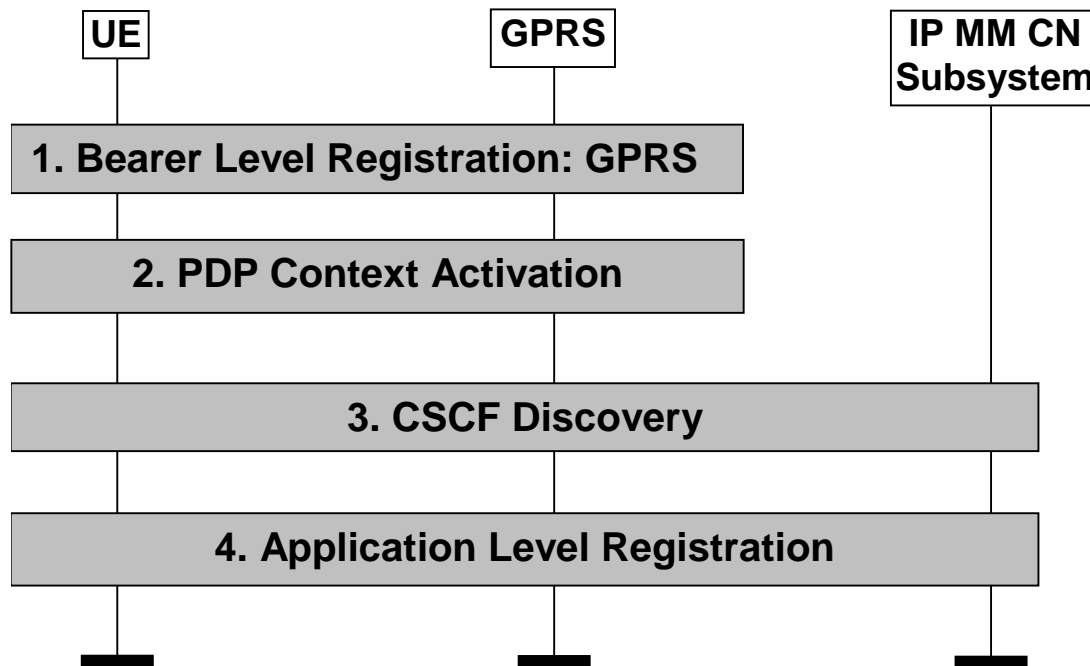 UE
GPRS
IP MM CN
Subsystem
1. Bearer Level Registration: GPRS
2. PDP Context Activation
3. CSCF Discovery
4. Application Level Registration